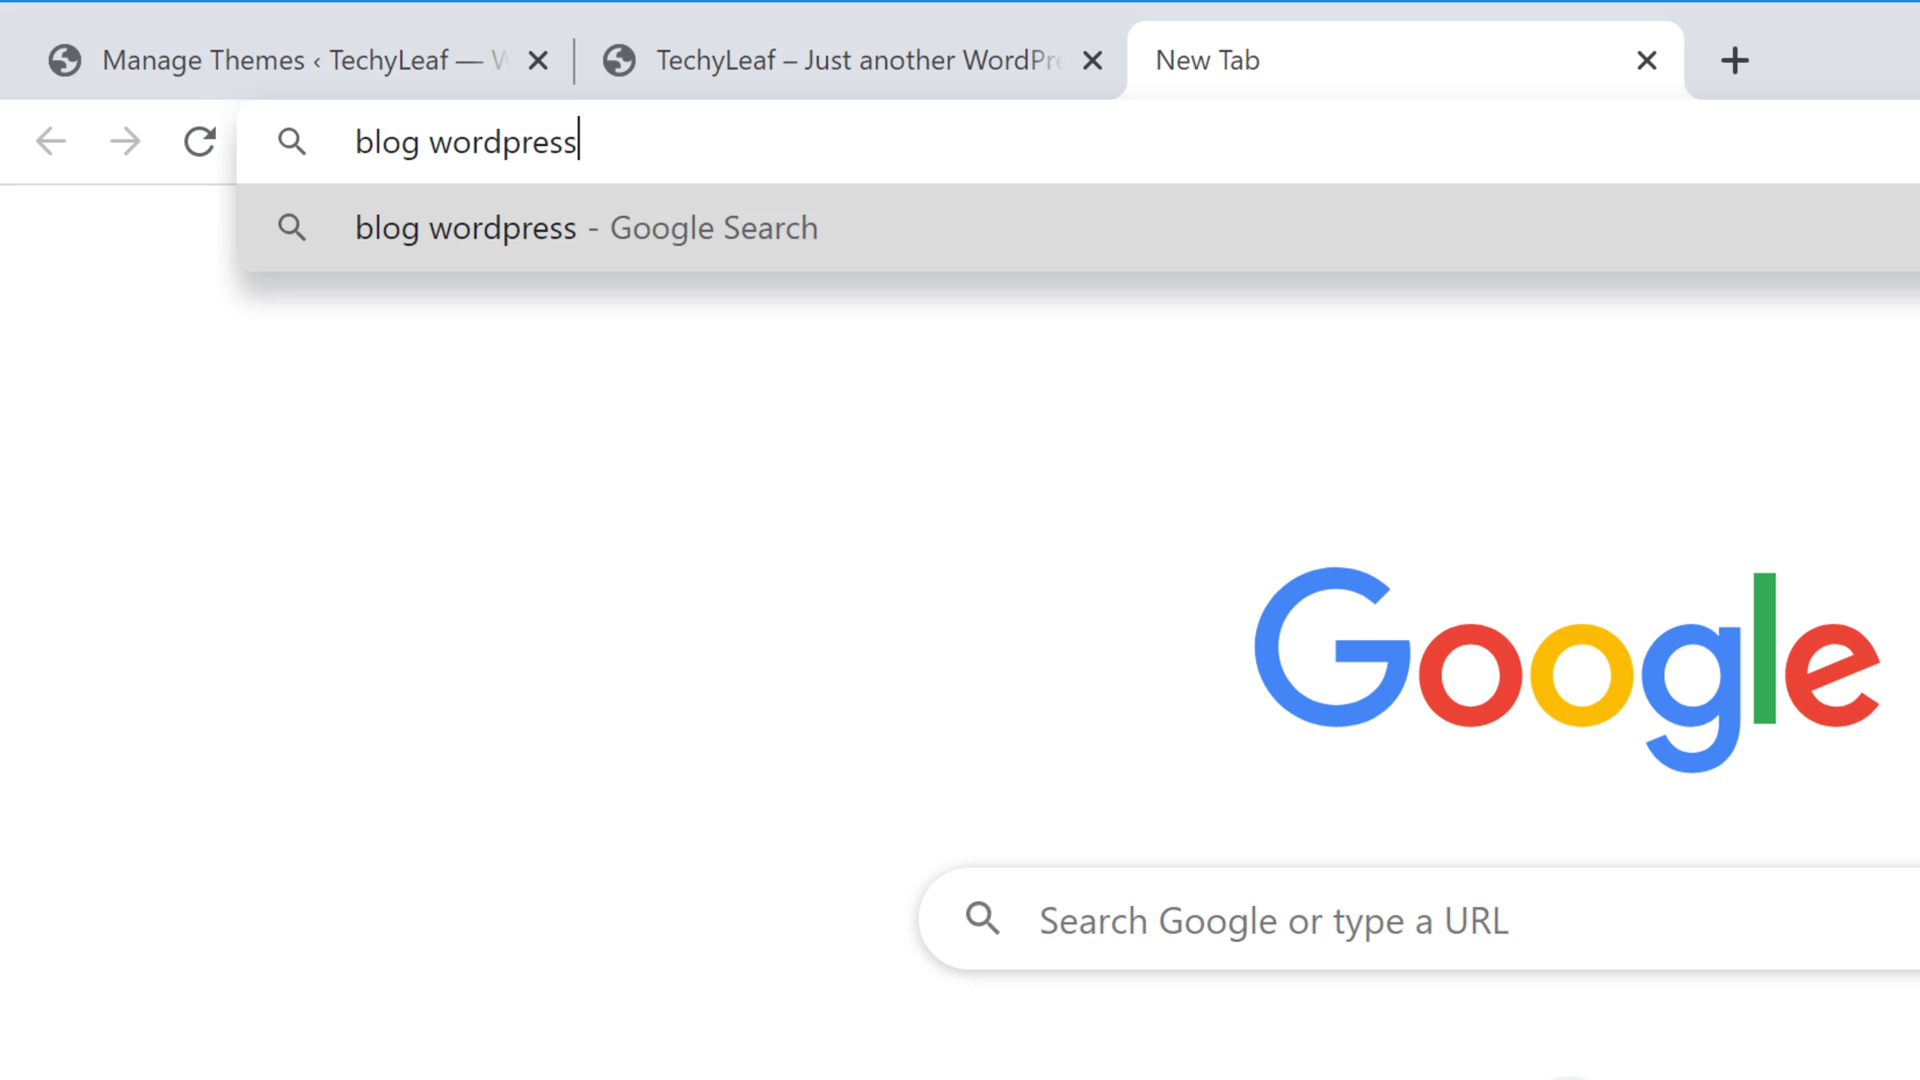 Manage Themes ‹ TechyLeaf — W
TechyLeaf – Just another WordPre
New Tab
blog wordpress
blog wordpress - Google Search
Google
Search Google or type a URL